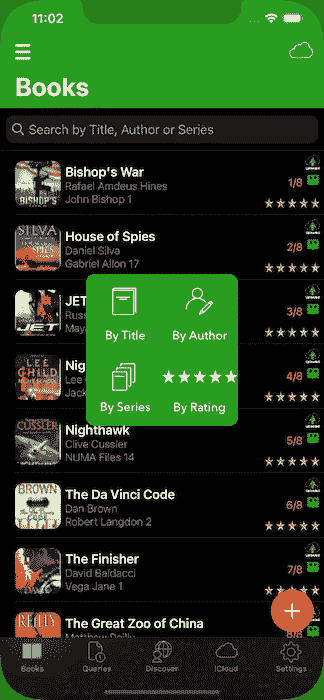 11:02
Books
Search by Title, Author or Series
Bishop's War
Rafael Amdeus Hines
1/8
John Bishop 1
BISHOP'S
SILVA
House of Spies
Daniel Silva
2/8
Gabriel Allon 17
JET
Russ
3/8
Maya
By Title
By Author
LEE
CHILD
Nig
Lee
4/8
Jack
By Series
By Rating
CUSSLER
Nighthawk
Clive Cussler
5/8
NUMA Files 14
BROWN
The Da Vinci Code
Dan Brown
6/8
Robert Langdon 2
The Finisher
David Baldacci
7/8
Vega Jane 1
+
REILLY
The Great Zoo of China
Matthew Reilly
8/8
Books
Queries
Discover
iCloud
Settings